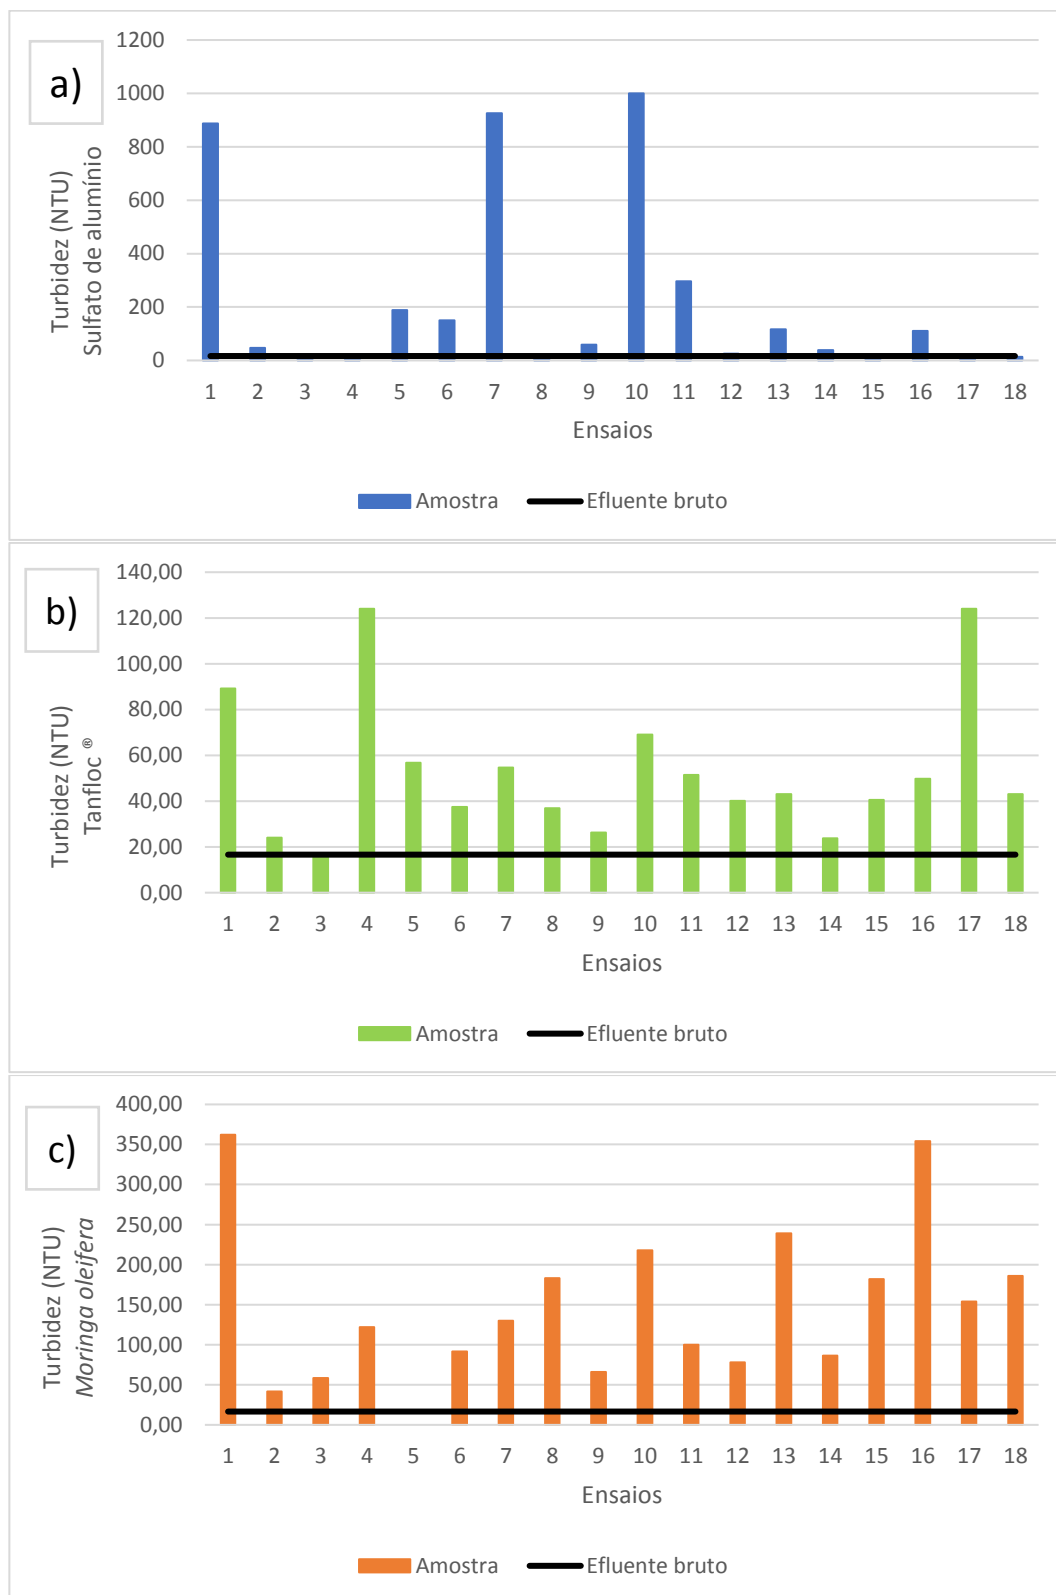 a)
Turbidez (NTU)
Sulfato de alumínio
1200
1000
800
600
400
200
0
1 2 3 4 5 6 7 8 9 10 11 12 13 14 15 16 17 18
Ensaios
Amostra Efluente bruto
b)
Turbidez (NTU)
Tanfloc ®
140,00
120,00
100,00
80,00
60,00
40,00
20,00
0,00
1 2 3 4 5 6 7 8 9 10 11 12 13 14 15 16 17 18
Ensaios
Amostra Efluente bruto
c)
Turbidez (NTU)
Moringa oleifera
400,00
350,00
300,00
250,00
200,00
150,00
100,00
50,00
0,00
1 2 3 4 5 6 7 8 9 10 11 12 13 14 15 16 17 18
Ensaios
Amostra Efluente bruto